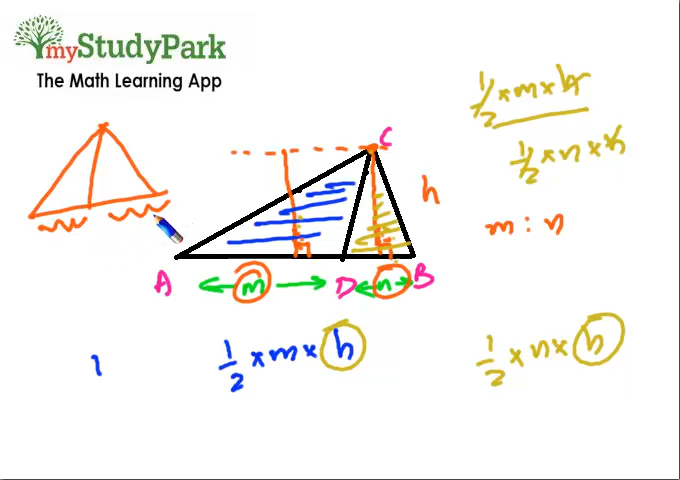 myStudyPark
The Math Learning App
1/2 × m × h
1/2 × n × h
C
h
m : n
A
m
D
n
B
1/2 × m × h
1/2 × n × h